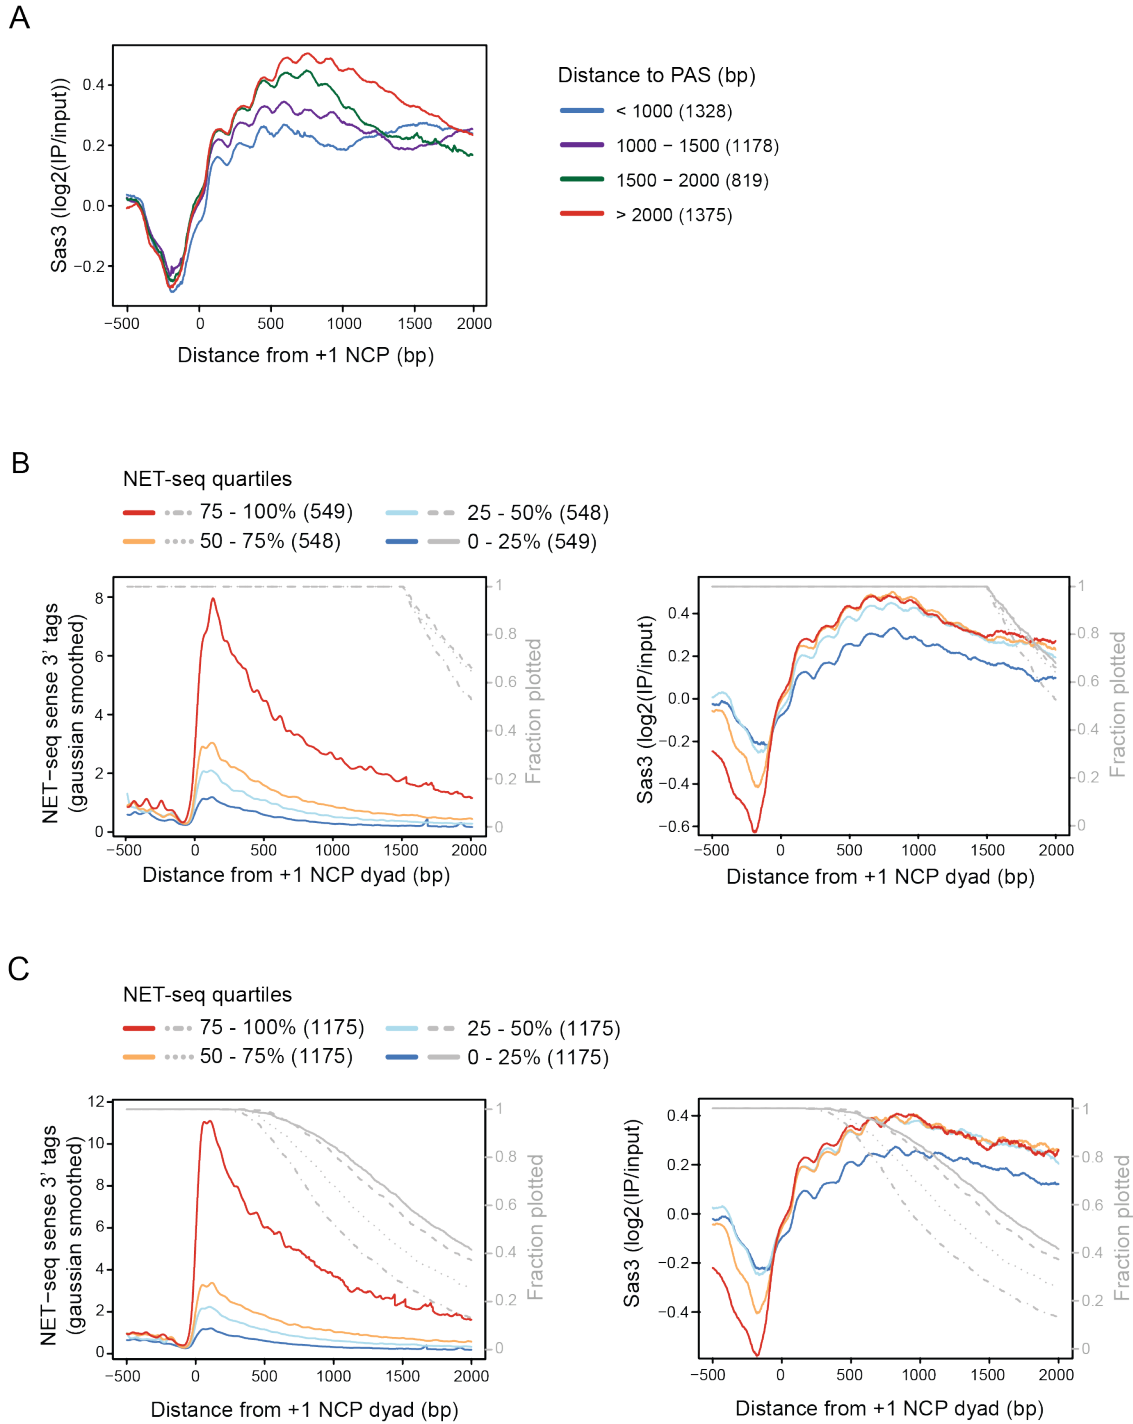 A
Sas3 (log2(IP/input))
0.4
0.2
0.0
−0.2
−500 0 500 1000 1500 2000
Distance from +1 NCP (bp)
Distance to PAS (bp)
< 1000 (1328)
1000 − 1500 (1178)
1500 − 2000 (819)
> 2000 (1375)
B
NET-seq quartiles
75 - 100% (549) 25 - 50% (548)
50 - 75% (548) 0 - 25% (549)
NET−seq sense 3’ tags
(gaussian smoothed)
8
6
4
2
0
1
0.8
0.6
0.4
0.2
0
Fraction plotted
−500 0 500 1000 1500 2000
Distance from +1 NCP dyad (bp)
Sas3 (log2(IP/input)
0.4
0.2
0.0
−0.2
−0.4
−0.6
1
0.8
0.6
0.4
0.2
0
Fraction plotted
−500 0 500 1000 1500 2000
Distance from +1 NCP dyad (bp)
C
NET-seq quartiles
75 - 100% (1175) 25 - 50% (1175)
50 - 75% (1175) 0 - 25% (1175)
NET−seq sense 3’ tags
(gaussian smoothed)
12
10
8
6
4
2
0
1
0.8
0.6
0.4
0.2
0
Fraction plotted
−500 0 500 1000 1500 2000
Distance from +1 NCP dyad (bp)
Sas3 (log2(IP/input)
0.4
0.2
0.0
−0.2
−0.4
1
0.8
0.6
0.4
0.2
0
Fraction plotted
−500 0 500 1000 1500 2000
Distance from +1 NCP dyad (bp)